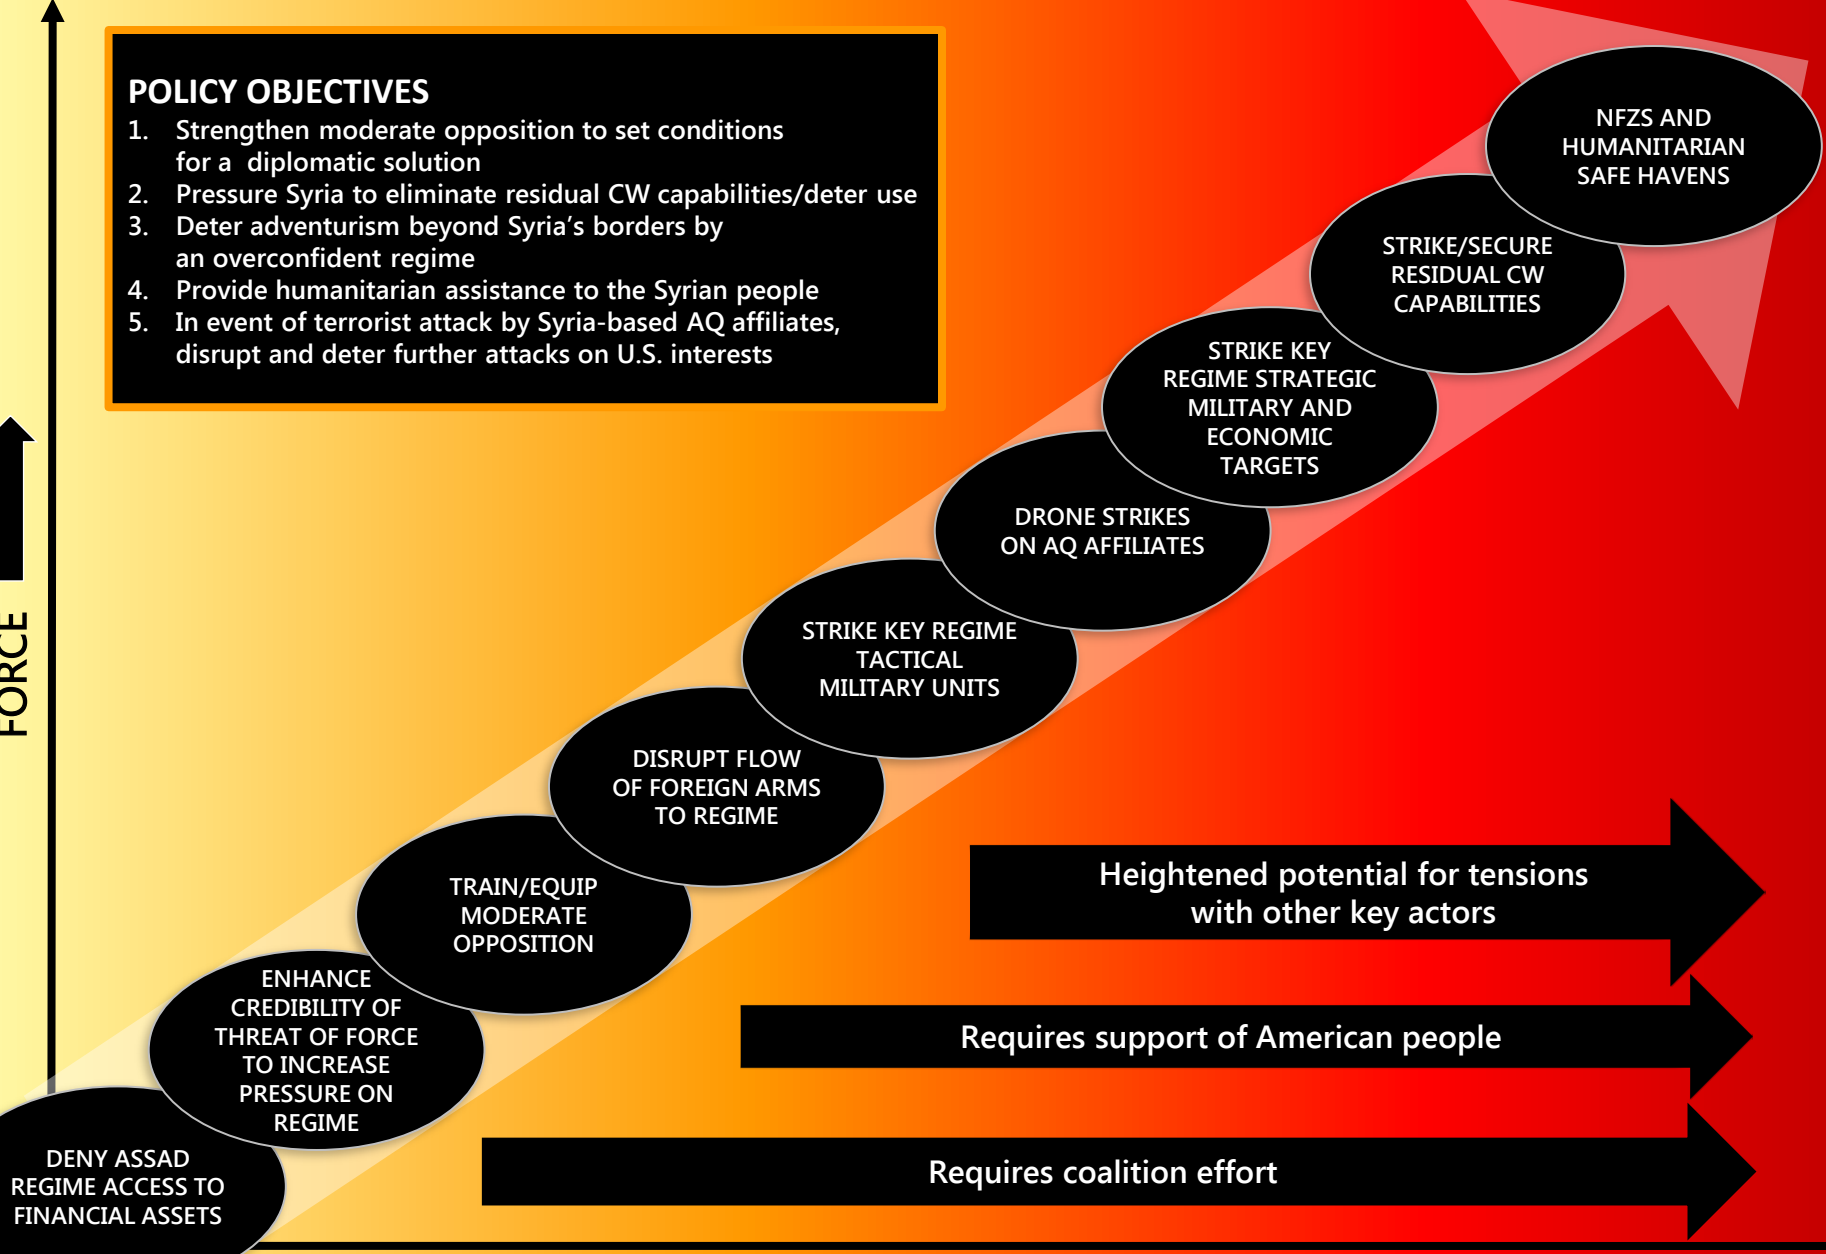 POLICY OBJECTIVES
1. Strengthen moderate opposition to set conditions
for a diplomatic solution
2. Pressure Syria to eliminate residual CW capabilities/deter use
3. Deter adventurism beyond Syria’s borders by
an overconfident regime
4. Provide humanitarian assistance to the Syrian people
5. In event of terrorist attack by Syria-based AQ affiliates,
disrupt and deter further attacks on U.S. interests
NFZS AND
HUMANITARIAN
SAFE HAVENS
STRIKE/SECURE
RESIDUAL CW
CAPABILITIES
STRIKE KEY
REGIME STRATEGIC
MILITARY AND
ECONOMIC
TARGETS
DRONE STRIKES
ON AQ AFFILIATES
STRIKE KEY REGIME
TACTICAL
MILITARY UNITS
DISRUPT FLOW
OF FOREIGN ARMS
TO REGIME
TRAIN/EQUIP
MODERATE
OPPOSITION
ENHANCE
CREDIBILITY OF
THREAT OF FORCE
TO INCREASE
PRESSURE ON
REGIME
DENY ASSAD
REGIME ACCESS TO
FINANCIAL ASSETS
FORCE
Heightened potential for tensions
with other key actors
Requires support of American people
Requires coalition effort